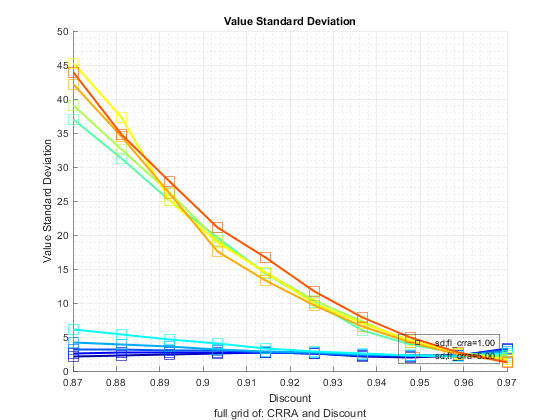 Value Standard Deviation
50
45
40
35
30
25
20
15
10
5
0
Value Standard Deviation
sd;fl_crra=1.00
sd;fl_crra=5.00
0.87 0.88 0.89 0.9 0.91 0.92 0.93 0.94 0.95 0.96 0.97
Discount
full grid of: CRRA and Discount